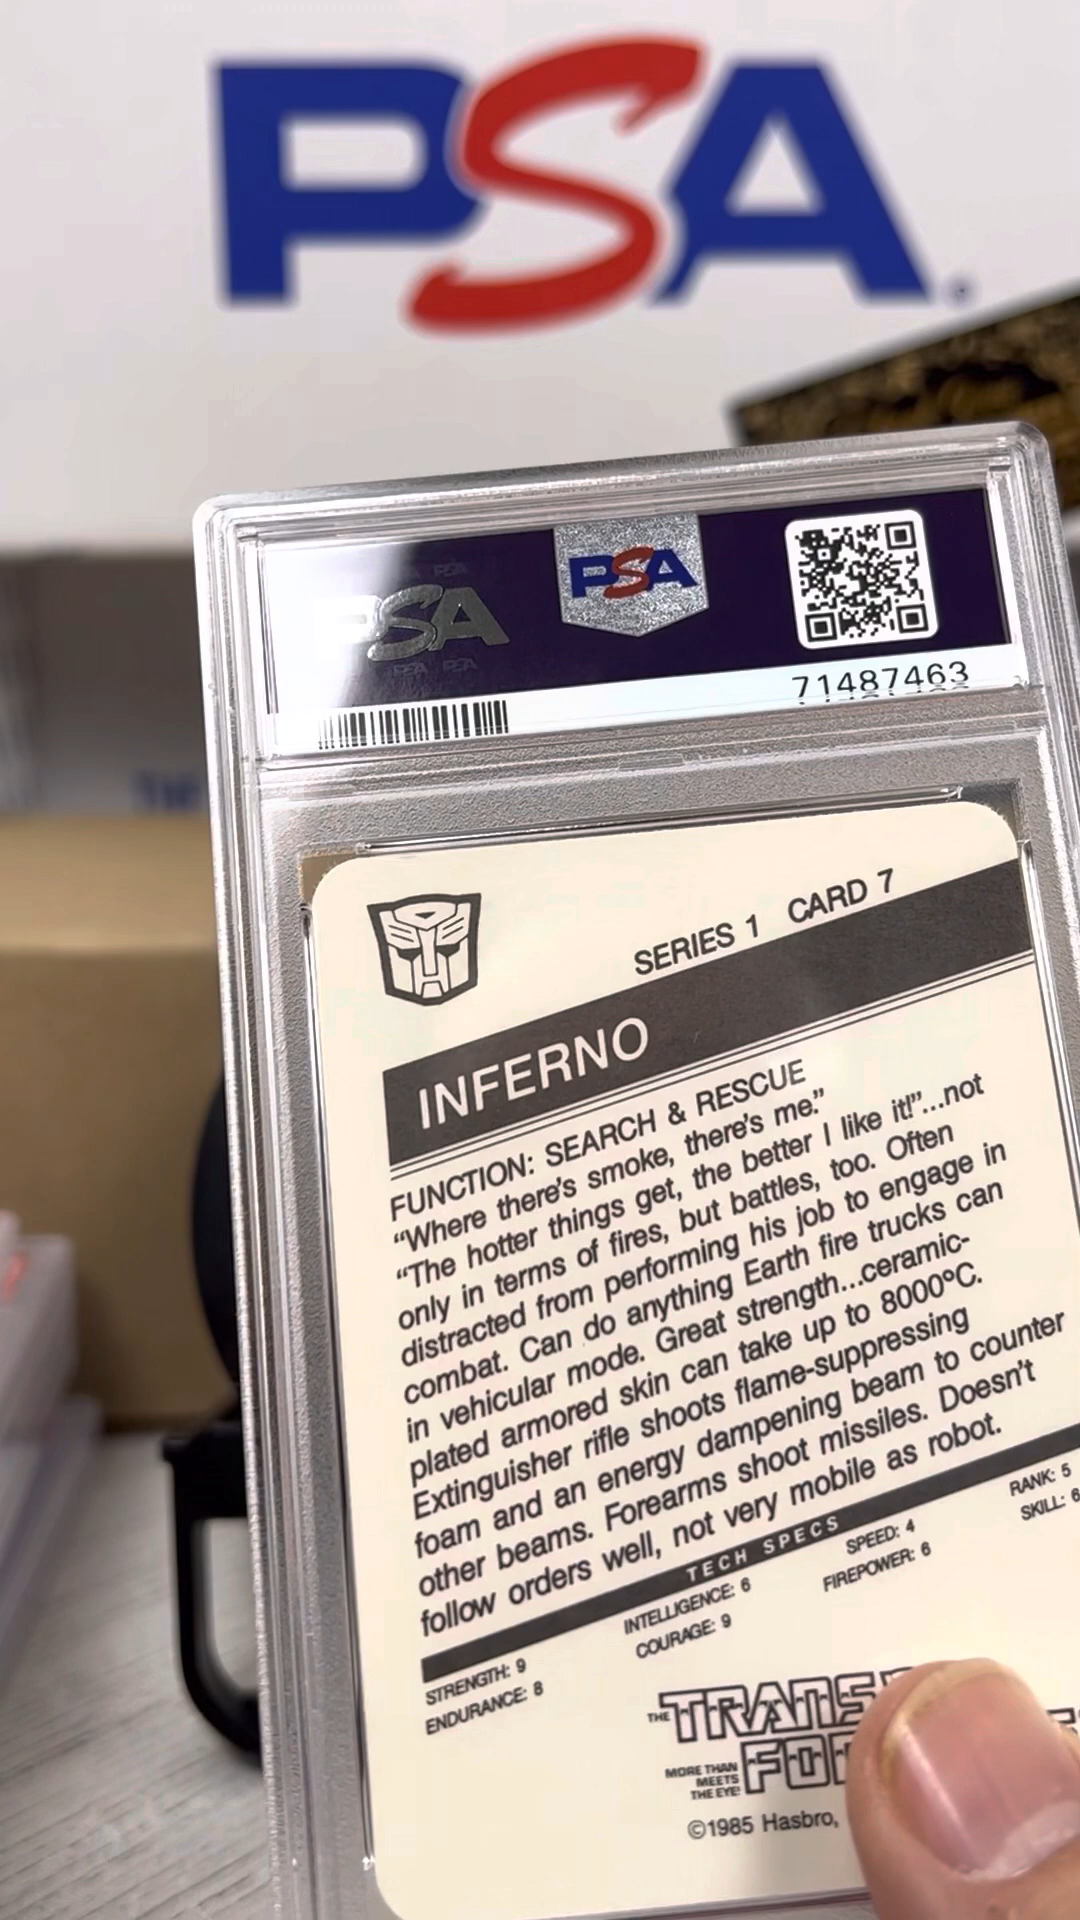 PSA
PSA
PSA
71487463
SERIES 1 CARD 7
INFERNO
FUNCTION: SEARCH & RESCUE
“Where there’s smoke, there’s me.”
“The hotter things get, the better I like it!”...not
only in terms of fires, but battles, too. Often
distracted from performing his job to engage in
combat. Can do anything Earth fire trucks can
in vehicular mode. Great strength...ceramic-
plated armored skin can take up to 8000°C.
Extinguisher rifle shoots flame-suppressing
foam and an energy dampening beam to counter
other beams. Forearms shoot missiles. Doesn’t
follow orders well, not very mobile as robot.
TECH SPECS
STRENGTH: 9 INTELLIGENCE: 6 SPEED: 4 RANK: 5
ENDURANCE: 8 COURAGE: 9 FIREPOWER: 6 SKILL: 6
THE TRANS
MORE THAN
MEETS
THE EYE!
©1985 Hasbro,